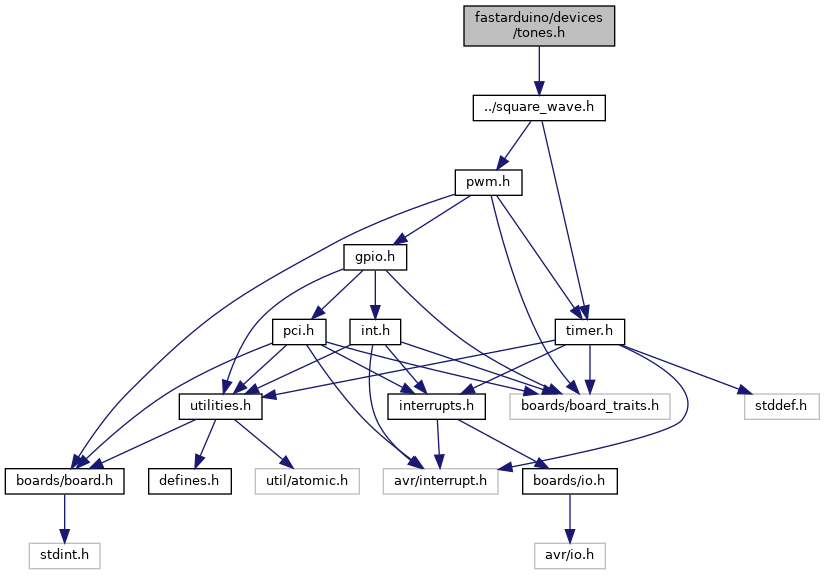 fastarduino/devices
/tones.h
../square_wave.h
pwm.h
gpio.h
pci.h
int.h
timer.h
utilities.h
interrupts.h
boards/board_traits.h
stddef.h
boards/board.h
defines.h
util/atomic.h
avr/interrupt.h
boards/io.h
stdint.h
avr/io.h